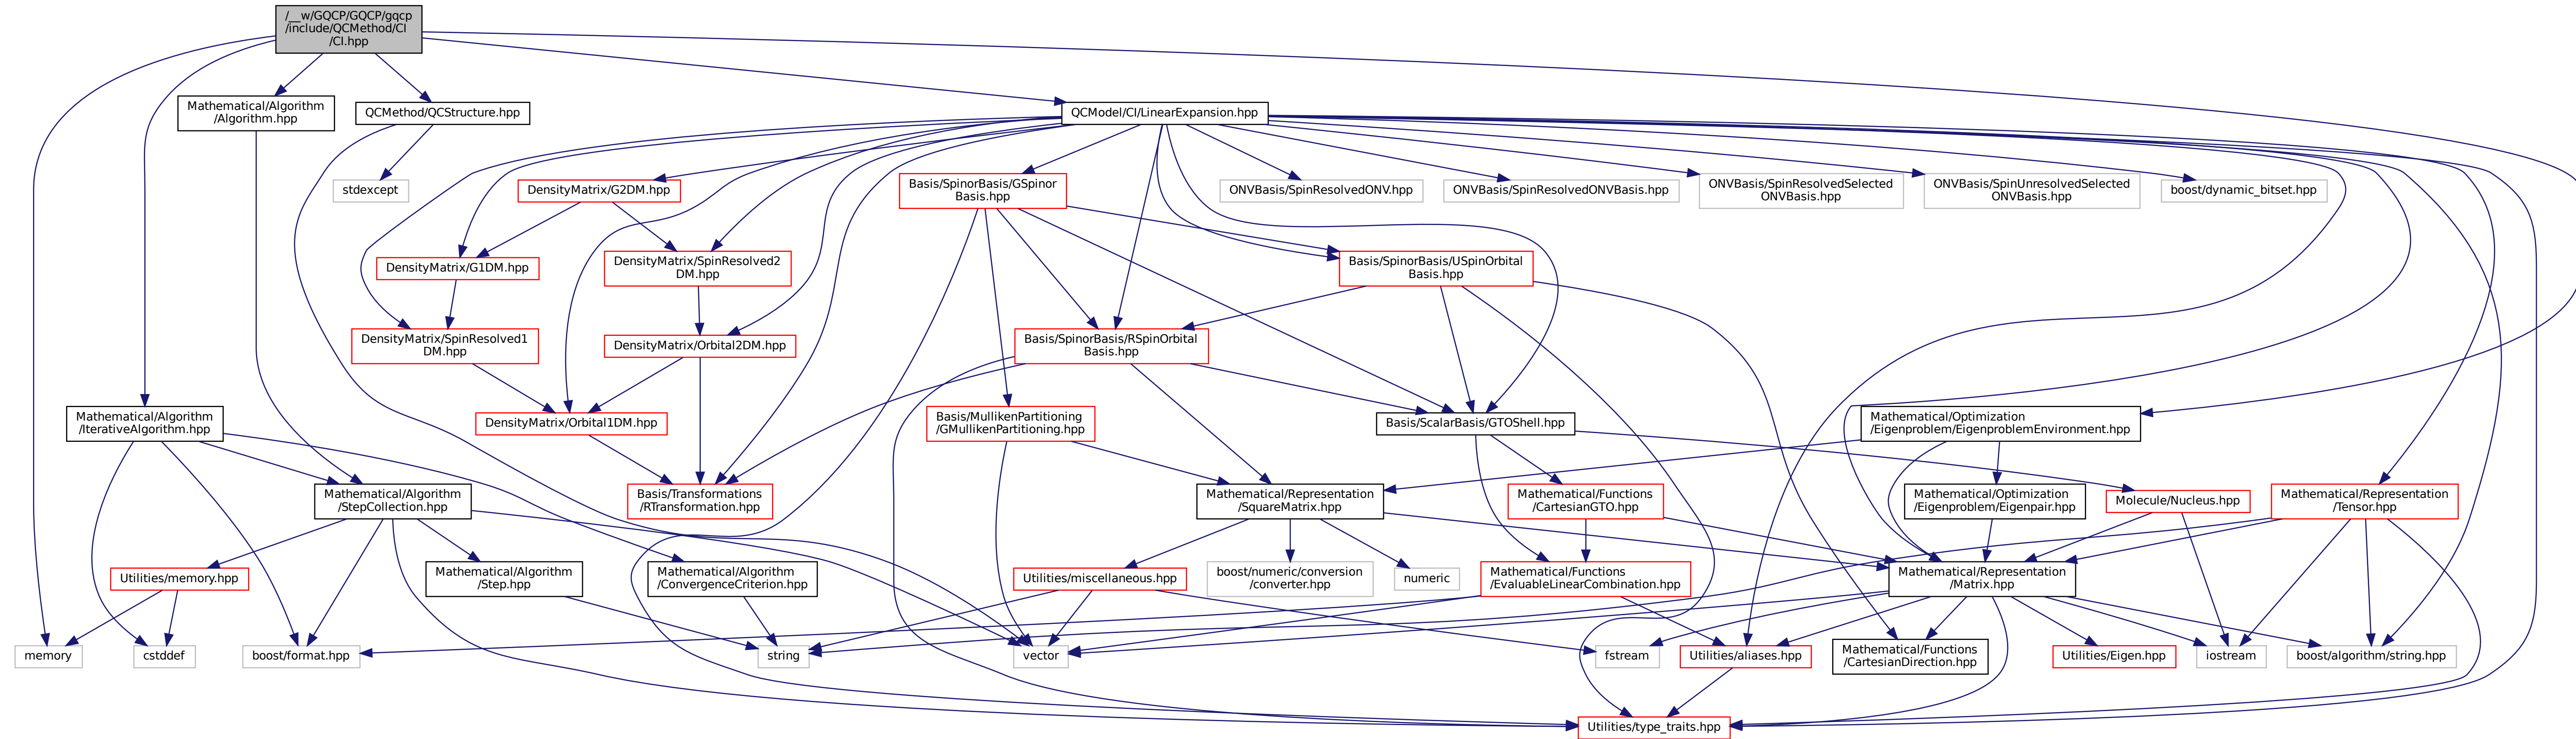 /__w/GQCP/GQCP/gqcp
/include/QCMethod/CI
/CI.hpp
Mathematical/Algorithm
/Algorithm.hpp
QCMethod/QCStructure.hpp
QCModel/CI/LinearExpansion.hpp
stdexcept
DensityMatrix/G2DM.hpp
Basis/SpinorBasis/GSpinor
Basis.hpp
ONVBasis/SpinResolvedONV.hpp
ONVBasis/SpinResolvedONVBasis.hpp
ONVBasis/SpinResolvedSelected
ONVBasis.hpp
ONVBasis/SpinUnresolvedSelected
ONVBasis.hpp
boost/dynamic_bitset.hpp
DensityMatrix/G1DM.hpp
DensityMatrix/SpinResolved2
DM.hpp
Basis/SpinorBasis/USpinOrbital
Basis.hpp
DensityMatrix/SpinResolved1
DM.hpp
DensityMatrix/Orbital2DM.hpp
Basis/SpinorBasis/RSpinOrbital
Basis.hpp
Mathematical/Algorithm
/IterativeAlgorithm.hpp
DensityMatrix/Orbital1DM.hpp
Basis/MullikenPartitioning
/GMullikenPartitioning.hpp
Basis/ScalarBasis/GTOShell.hpp
Mathematical/Optimization
/Eigenproblem/EigenproblemEnvironment.hpp
Mathematical/Algorithm
/StepCollection.hpp
Basis/Transformations
/RTransformation.hpp
Mathematical/Representation
/SquareMatrix.hpp
Mathematical/Functions
/CartesianGTO.hpp
Mathematical/Optimization
/Eigenproblem/Eigenpair.hpp
Molecule/Nucleus.hpp
Mathematical/Representation
/Tensor.hpp
Utilities/memory.hpp
Mathematical/Algorithm
/Step.hpp
Mathematical/Algorithm
/ConvergenceCriterion.hpp
Utilities/miscellaneous.hpp
boost/numeric/conversion
/converter.hpp
numeric
Mathematical/Functions
/EvaluableLinearCombination.hpp
Mathematical/Representation
/Matrix.hpp
memory
cstddef
boost/format.hpp
string
vector
fstream
Utilities/aliases.hpp
Mathematical/Functions
/CartesianDirection.hpp
Utilities/Eigen.hpp
iostream
boost/algorithm/string.hpp
Utilities/type_traits.hpp